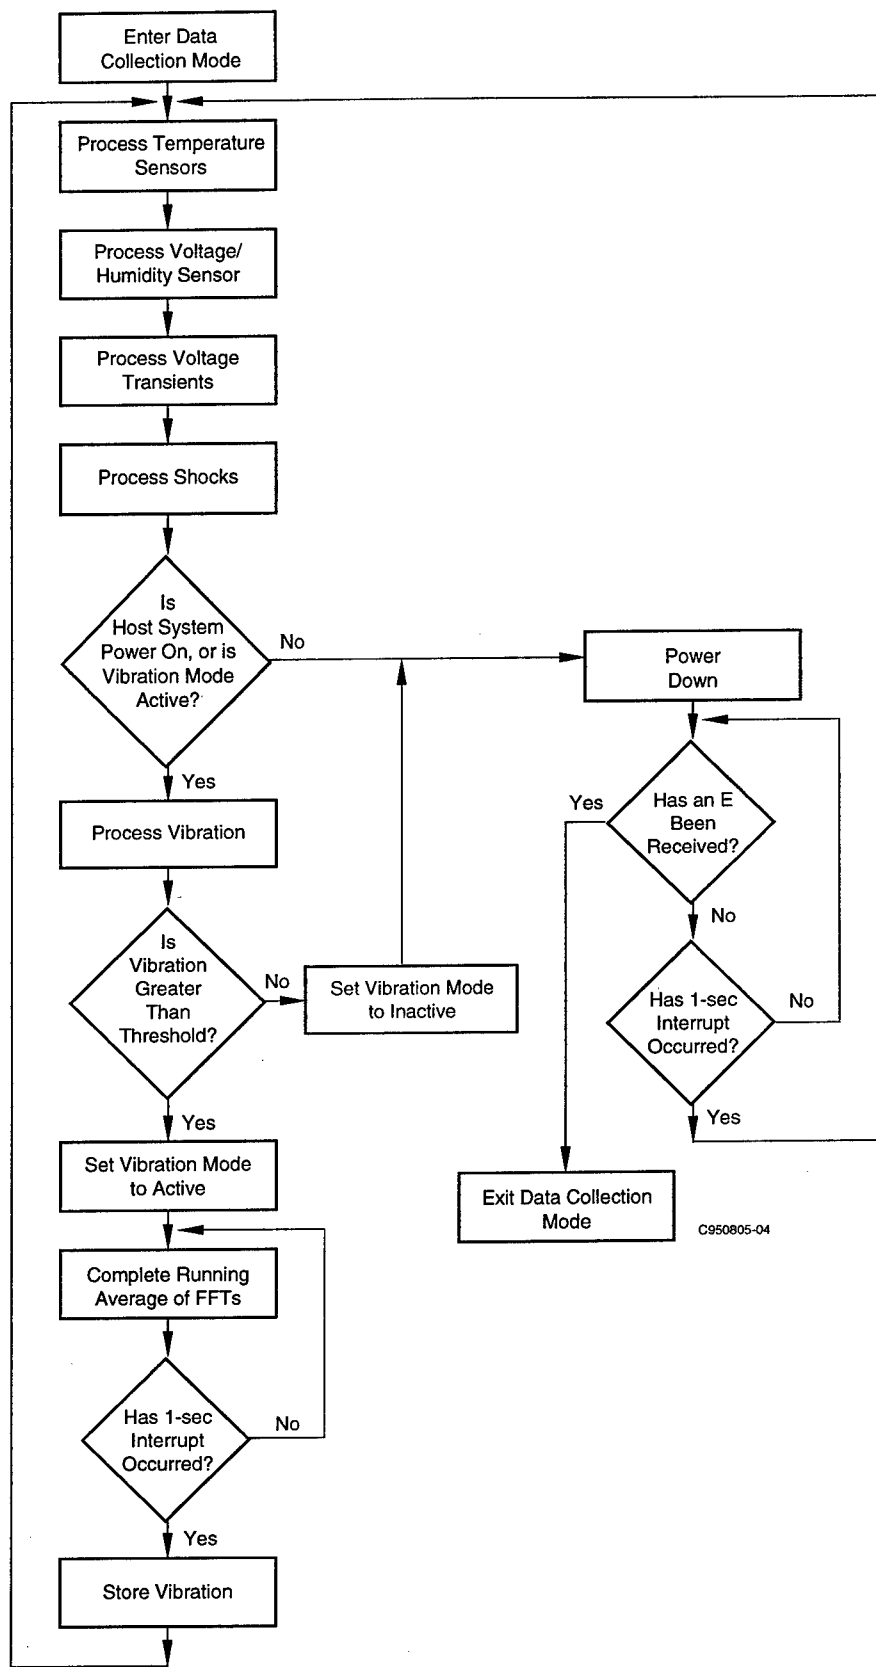 Enter Data
Collection Mode
Process Temperature
Sensors
Process Voltage/
Humidity Sensor
Process Voltage
Transients
Process Shocks
Is
Host System
Power On, or is
Vibration Mode
Active?
No
Yes
Power
Down
Process Vibration
Has an E
Been
Received?
Yes
No
Is
Vibration
Greater
Than
Threshold?
No
Yes
Set Vibration Mode
to Inactive
Has 1-sec
Interrupt
Occurred?
No
Yes
Set Vibration Mode
to Active
Exit Data Collection
Mode
C950805-04
Complete Running
Average of FFTs
Has 1-sec
Interrupt
Occurred?
No
Yes
Store Vibration